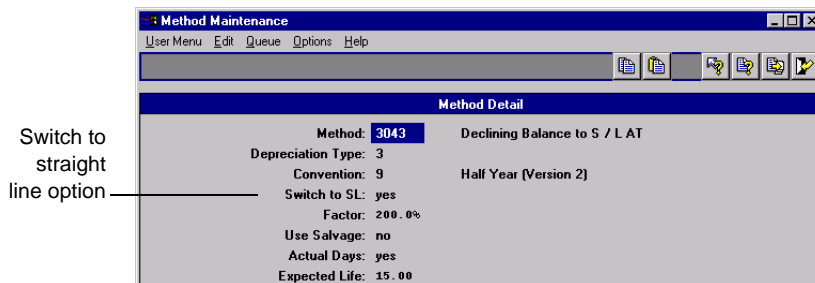 Method Maintenance
User Menu Edit Queue Options Help
Method Detail
Switch to
straight
line option
Method: 3043 Declining Balance to S / L AT
Depreciation Type: 3
Convention: 9 Half Year (Version 2)
Switch to SL: yes
Factor: 200.0%
Use Salvage: no
Actual Days: yes
Expected Life: 15.00